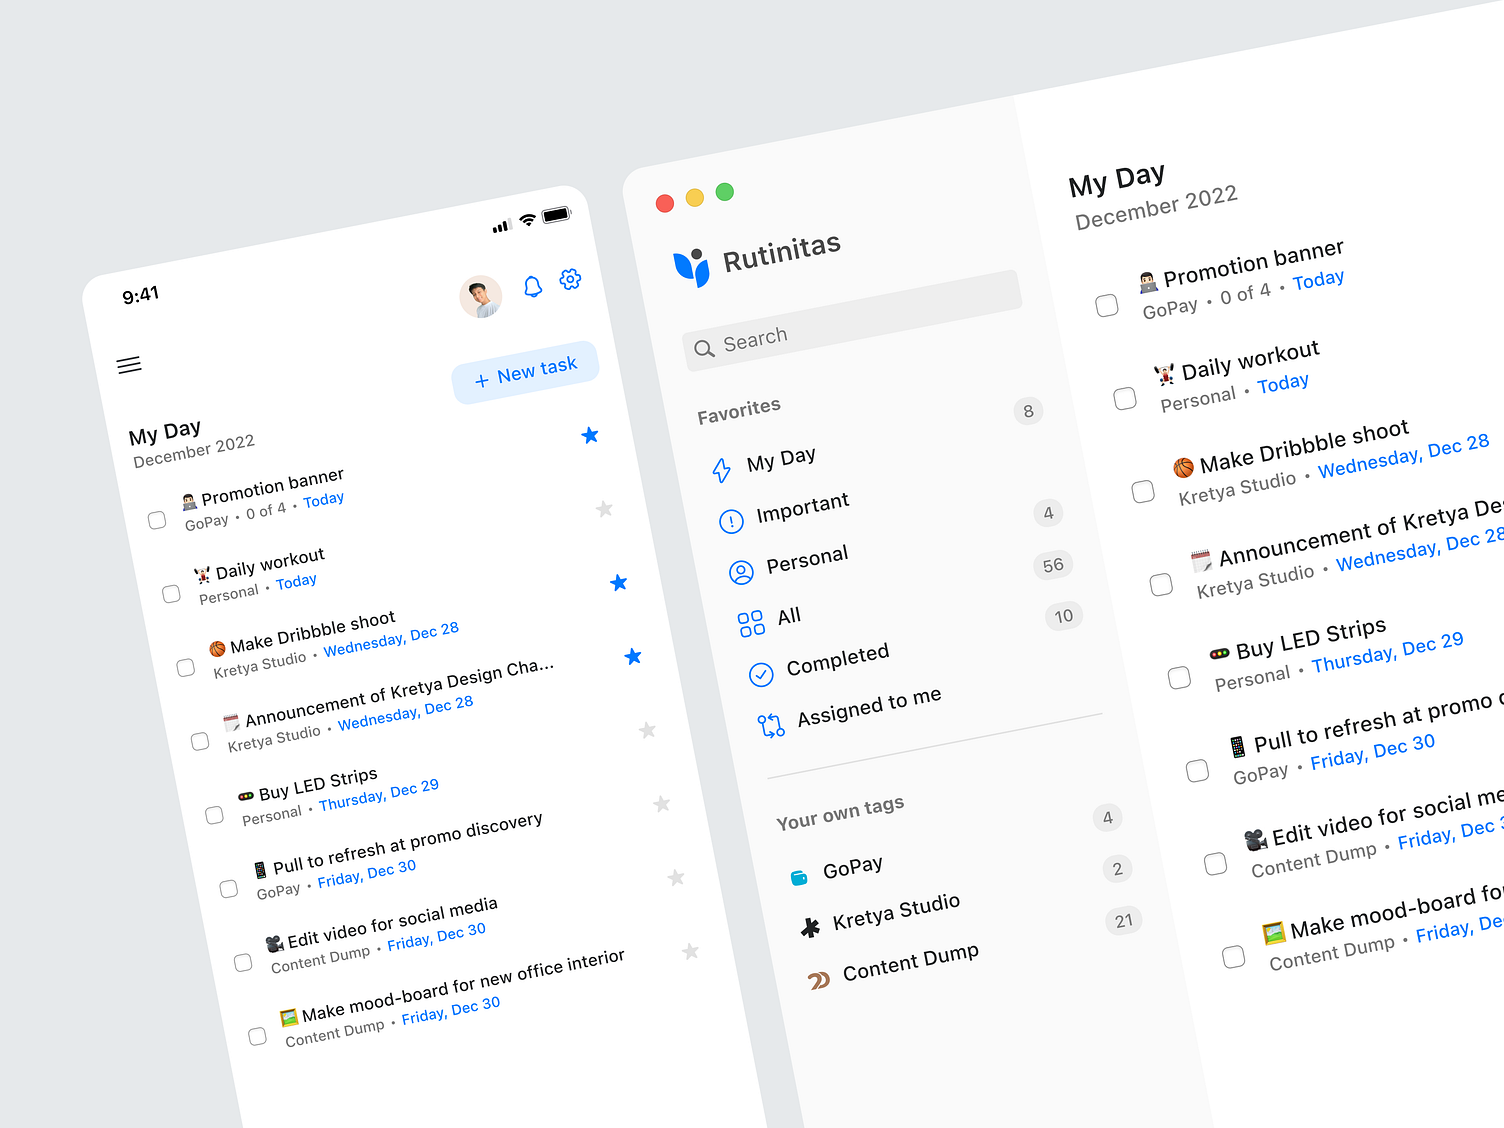 9:41
+ New task
My Day
December 2022
Promotion banner
GoPay • 0 of 4 • Today
Daily workout
Personal • Today
Make Dribbble shoot
Kretya Studio • Wednesday, Dec 28
Announcement of Kretya Design Cha...
Kretya Studio • Wednesday, Dec 28
Buy LED Strips
Personal • Thursday, Dec 29
Pull to refresh at promo discovery
GoPay • Friday, Dec 30
Edit video for social media
Content Dump • Friday, Dec 30
Make mood-board for new office interior
Content Dump • Friday, Dec 30
Rutinitas
Search
Favorites
My Day 8
Important
Personal 4
All 56
Completed 10
Assigned to me
Your own tags
GoPay 4
Kretya Studio 2
Content Dump 21
My Day
December 2022
Promotion banner
GoPay • 0 of 4 • Today
Daily workout
Personal • Today
Make Dribbble shoot
Kretya Studio • Wednesday, Dec 28
Announcement of Kretya De
Kretya Studio • Wednesday, Dec 28
Buy LED Strips
Personal • Thursday, Dec 29
Pull to refresh at promo
GoPay • Friday, Dec 30
Edit video for social me
Content Dump • Friday, Dec
Make mood-board fo
Content Dump • Friday, De